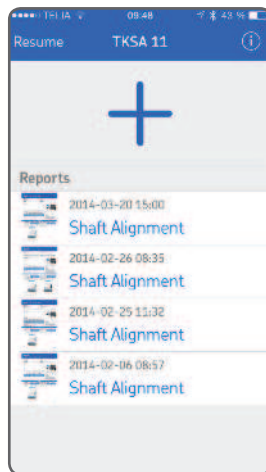 TELIA 09:48 43 %
Resume TKSA 11
Reports
2014-03-20 15:00
Shaft Alignment
2014-02-26 08:35
Shaft Alignment
2014-02-25 11:32
Shaft Alignment
2014-02-06 08:57
Shaft Alignment